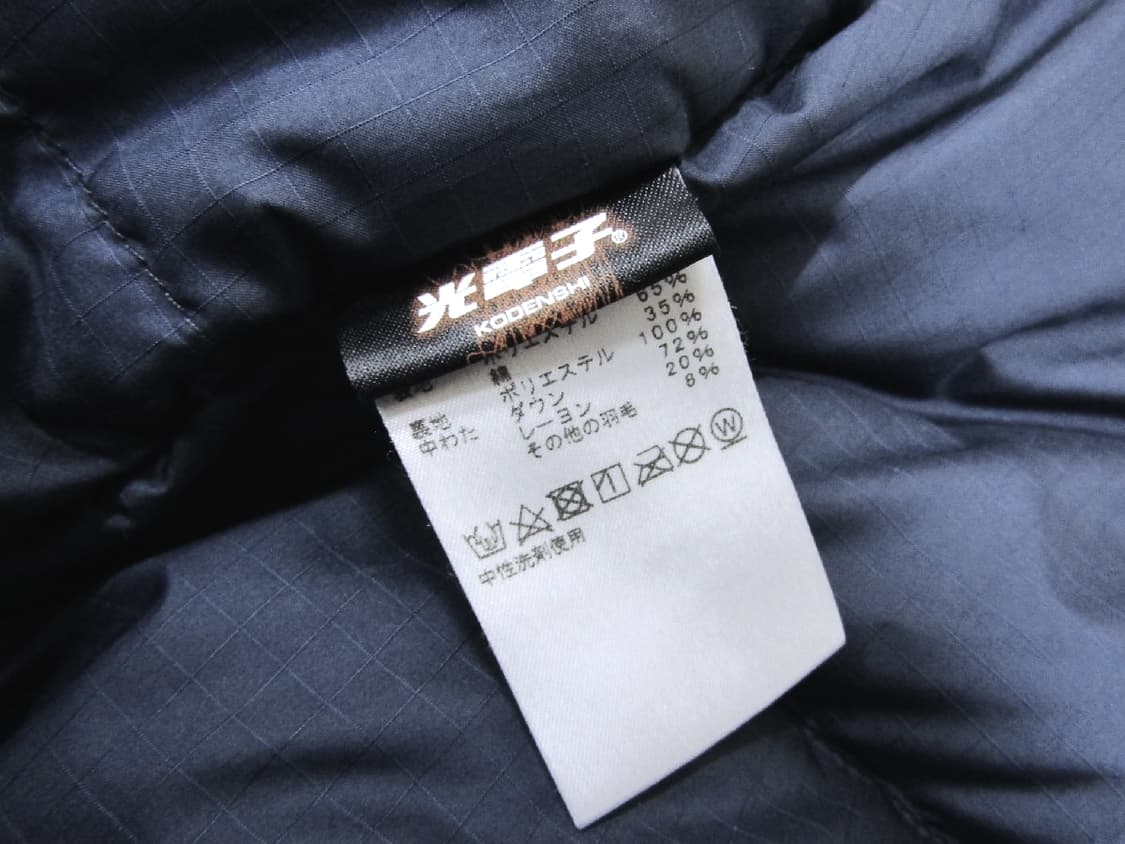 光電子®
KODENSHI
表地 ポリエステル 65%
綿 35%
裏地 ポリエステル 100%
中わた ダウン 72%
レーヨン 20%
その他の羽毛 8%
W
中性洗剤使用